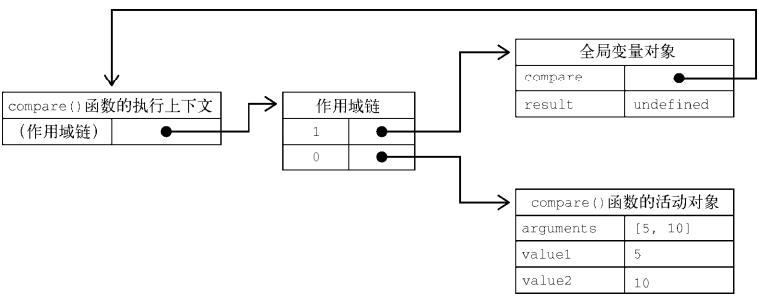 全局变量对象
compare
result undefined
compare()函数的执行上下文
(作用域链)
作用域链
1
0
compare()函数的活动对象
arguments [5, 10]
value1 5
value2 10